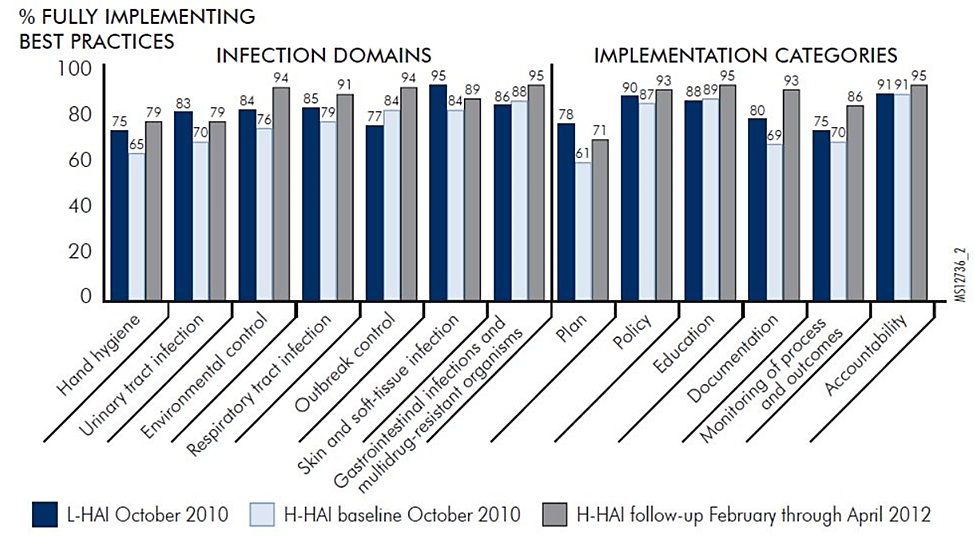 % FULLY IMPLEMENTING
BEST PRACTICES
INFECTION DOMAINS
IMPLEMENTATION CATEGORIES
100
80
60
40
20
0
75 65 79
83 70 79
84 76 94
85 79 91
77 84 94
95 84 89
86 88 95
78 61 71
90 87 93
88 89 95
80 69 93
75 70 86
91 91 95
Hand hygiene
Urinary tract infection
Environmental control
Respiratory tract infection
Outbreak control
Skin and soft-tissue infection
Gastrointestinal infections and
multidrug-resistant organisms
Plan
Policy
Education
Documentation
Monitoring of process
and outcomes
Accountability
MS12736_2
L-HAI October 2010
H-HAI baseline October 2010
H-HAI follow-up February through April 2012